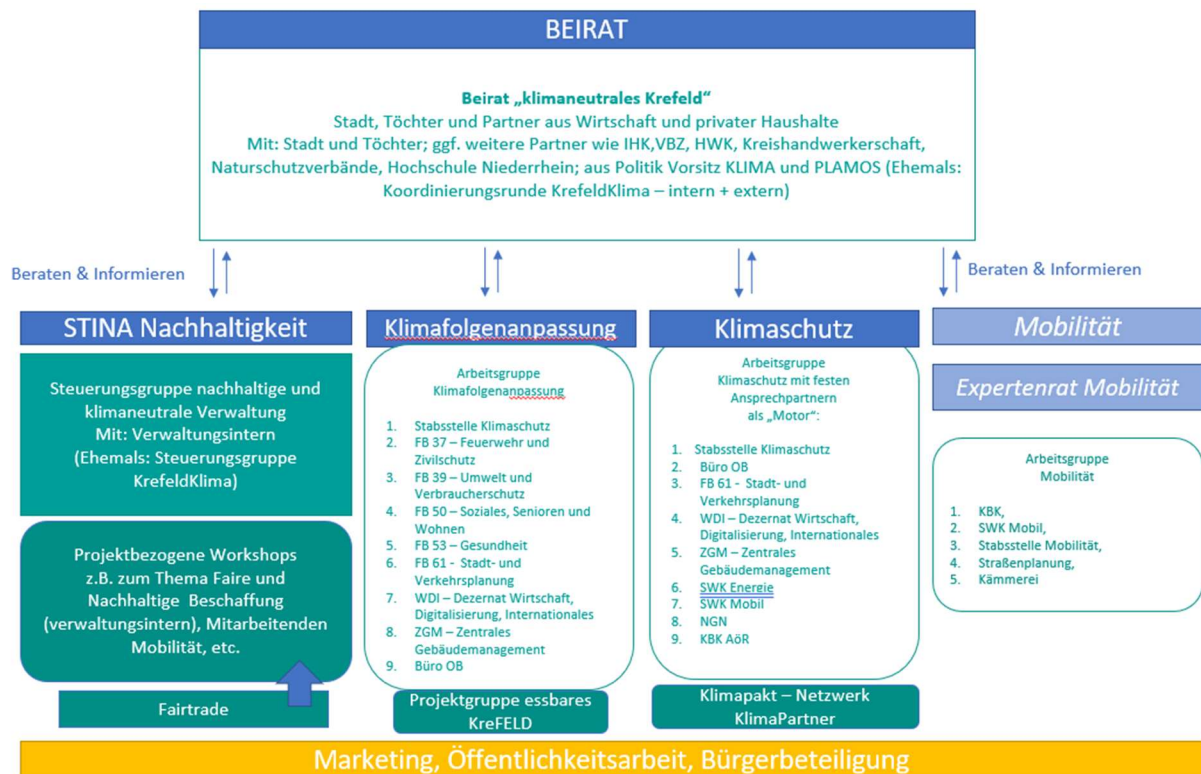 BEIRAT
Beirat „klimaneutrales Krefeld“
Stadt, Töchter und Partner aus Wirtschaft und privater Haushalte
Mit: Stadt und Töchter; ggf. weitere Partner wie IHK,VBZ, HWK, Kreishandwerkerschaft,
Naturschutzverbände, Hochschule Niederrhein; aus Politik Vorsitz KLIMA und PLAMOS (Ehemals:
Koordinierungsrunde KrefeldKlima – intern + extern)
Beraten & Informieren
Beraten & Informieren
STINA Nachhaltigkeit
Steuerungsgruppe nachhaltige und
klimaneutrale Verwaltung
Mit: Verwaltungsintern
(Ehemals: Steuerungsgruppe
KrefeldKlima)
Projektbezogene Workshops
z.B. zum Thema Faire und
Nachhaltige Beschaffung
(verwaltungsintern), Mitarbeitenden
Mobilität, etc.
Fairtrade
Klimafolgenanpassung
Arbeitsgruppe
Klimafolgenanpassung
1. Stabsstelle Klimaschutz
2. FB 37 – Feuerwehr und
Zivilschutz
3. FB 39 – Umwelt und
Verbraucherschutz
4. FB 50 – Soziales, Senioren und
Wohnen
5. FB 53 – Gesundheit
6. FB 61 - Stadt- und
Verkehrsplanung
7. WDI – Dezernat Wirtschaft,
Digitalisierung, Internationales
8. ZGM – Zentrales
Gebäudemanagement
9. Büro OB
Projektgruppe essbares
KreFELD
Klimaschutz
Arbeitsgruppe
Klimaschutz mit festen
Ansprechpartnern
als „Motor“:
1. Stabsstelle Klimaschutz
2. Büro OB
3. FB 61 - Stadt- und
Verkehrsplanung
4. WDI – Dezernat Wirtschaft,
Digitalisierung, Internationales
5. ZGM – Zentrales
Gebäudemanagement
6. SWK Energie
7. SWK Mobil
8. NGN
9. KBK AöR
Klimapakt – Netzwerk
KlimaPartner
Mobilität
Expertenrat Mobilität
Arbeitsgruppe
Mobilität
1. KBK,
2. SWK Mobil,
3. Stabsstelle Mobilität,
4. Straßenplanung,
5. Kämmerei
Marketing, Öffentlichkeitsarbeit, Bürgerbeteiligung